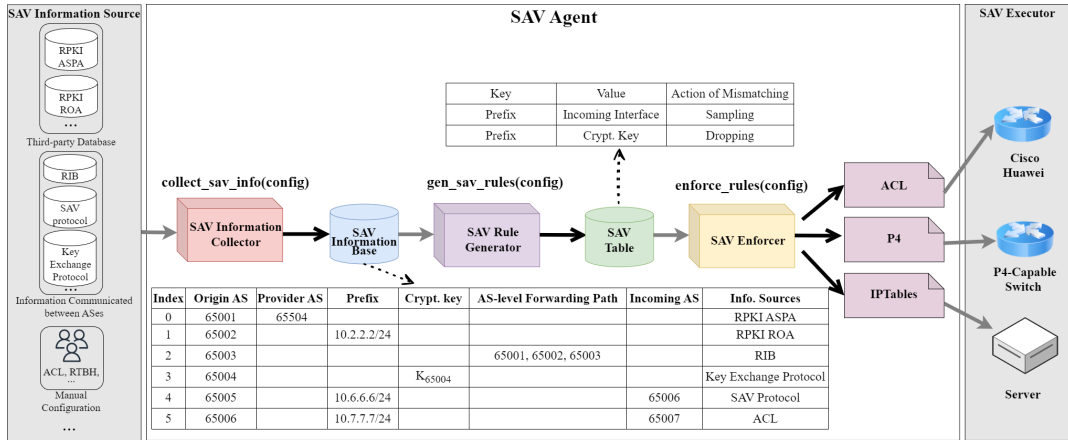 SAV Information Source
RPKI
ASPA
RPKI
ROA
...
Third-party Database
RIB
SAV
protocol
Key
Exchange
Protocol
Information Communicated
between ASes
ACL, RTBH,
...
Manual
Configuration
...
SAV Agent
Key Value Action of Mismatching
Prefix Incoming Interface Sampling
Prefix Crypt. Key Dropping
collect_sav_info(config)
gen_sav_rules(config)
enforce_rules(config)
SAV Information
Collector
SAV
Information
Base
SAV Rule
Generator
SAV
Table
SAV Enforcer
ACL
P4
IPTables
Index Origin AS Provider AS Prefix Crypt. key AS-level Forwarding Path Incoming AS Info. Sources
0 65001 65504 RPKI ASPA
1 65002 10.2.2.2/24 RPKI ROA
2 65003 65001, 65002, 65003 RIB
3 65004 K65004 Key Exchange Protocol
4 65005 10.6.6.6/24 65006 SAV Protocol
5 65006 10.7.7.7/24 65007 ACL
SAV Executor
Cisco
Huawei
P4-Capable
Switch
Server